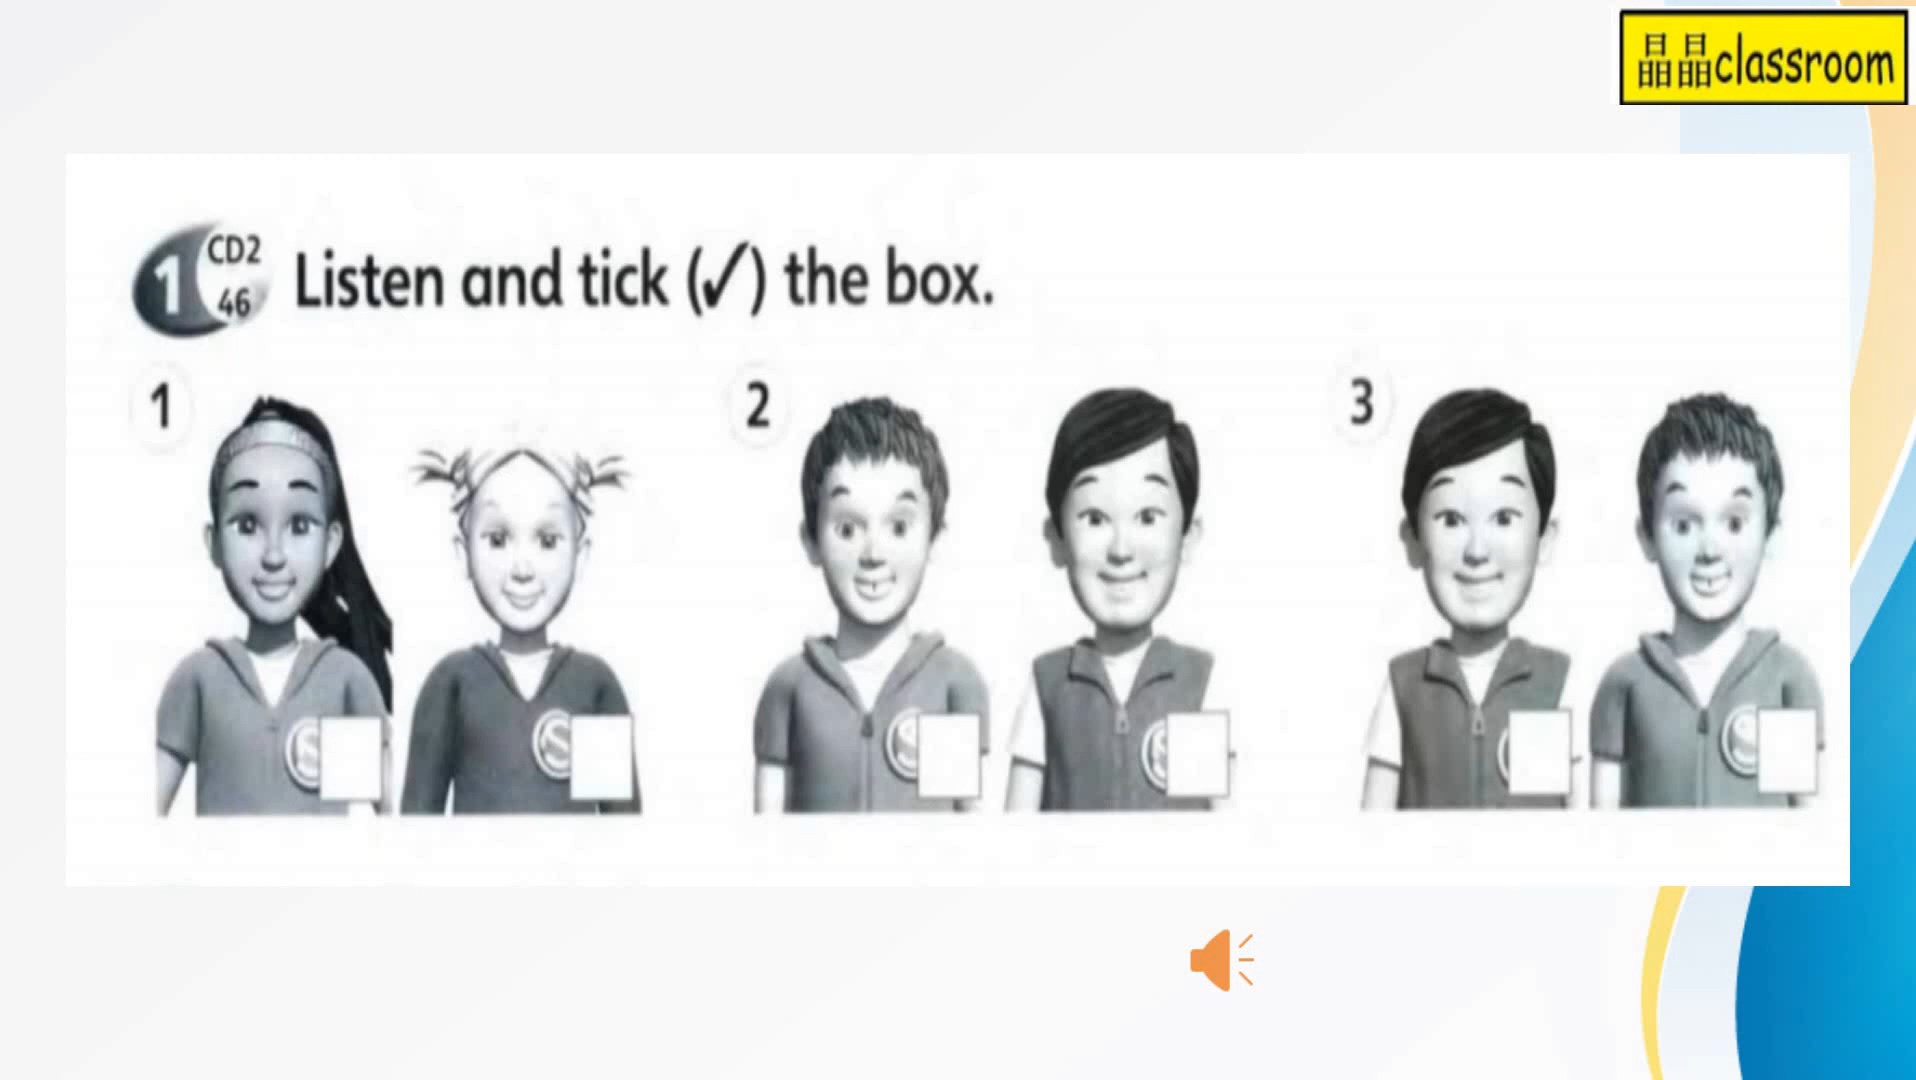 晶晶classroom
1 CD2 46 Listen and tick (✓) the box.
1 2 3
S S S S S